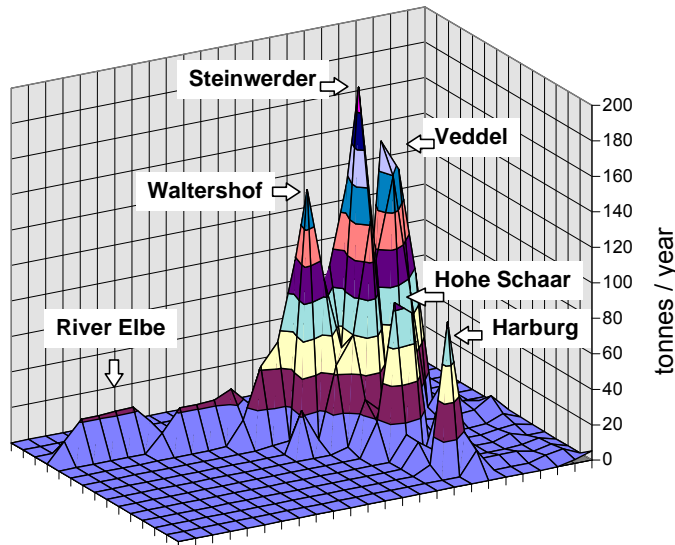 Steinwerder
Veddel
Waltershof
Hohe Schaar
River Elbe
Harburg
200
180
160
140
120
100
80
60
40
20
0
tonnes / year